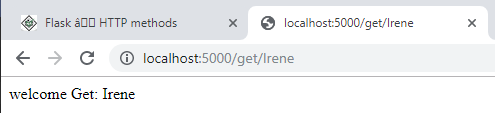 Flask â€“ HTTP methods
localhost:5000/get/Irene
localhost:5000/get/Irene
welcome Get: Irene